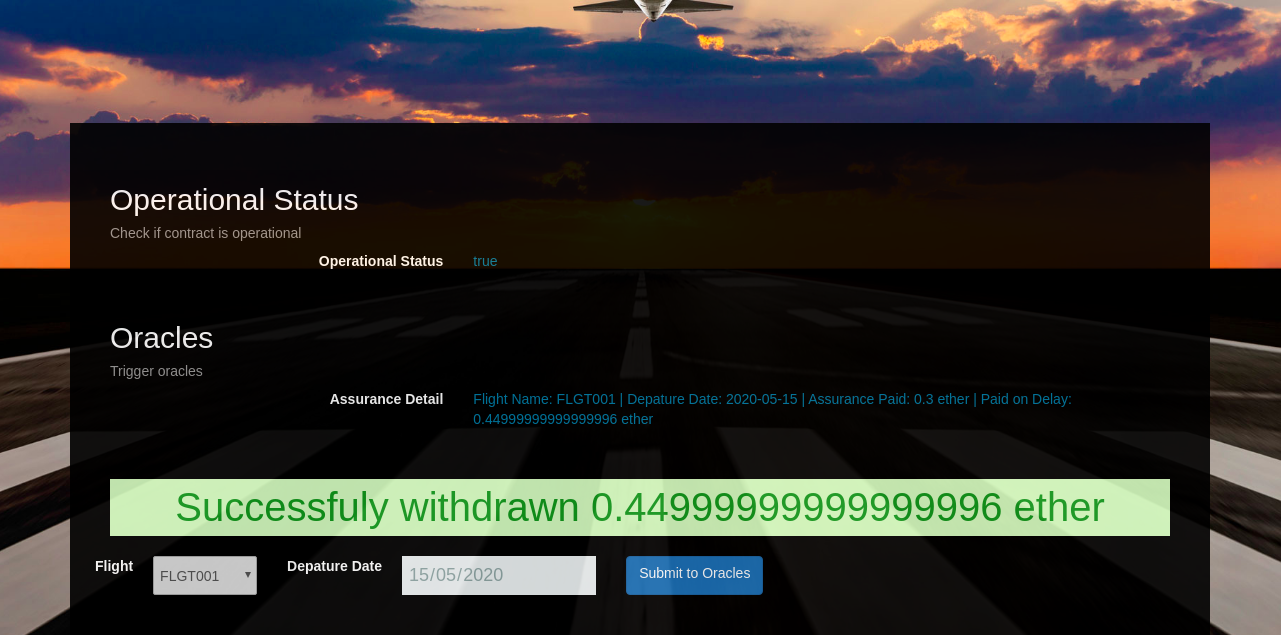 Operational Status
Check if contract is operational
Operational Status true
Oracles
Trigger oracles
Assurance Detail Flight Name: FLGT001 | Depature Date: 2020-05-15 | Assurance Paid: 0.3 ether | Paid on Delay:
0.44999999999999996 ether
Successfuly withdrawn 0.44999999999999996 ether
Flight FLGT001 Depature Date 15/05/2020 Submit to Oracles